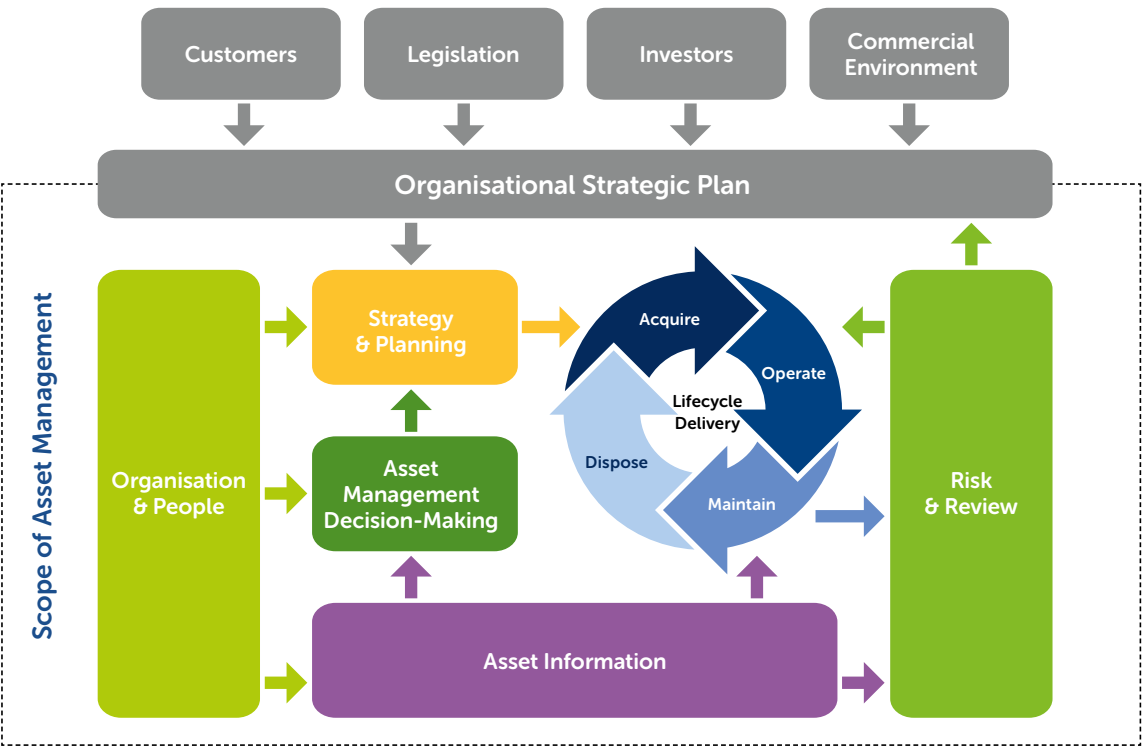 Customers
Legislation
Investors
Commercial
Environment
Organisational Strategic Plan
Scope of Asset Management
Organisation
& People
Strategy
& Planning
Asset
Management
Decision-Making
Acquire
Operate
Lifecycle
Delivery
Dispose
Maintain
Risk
& Review
Asset Information